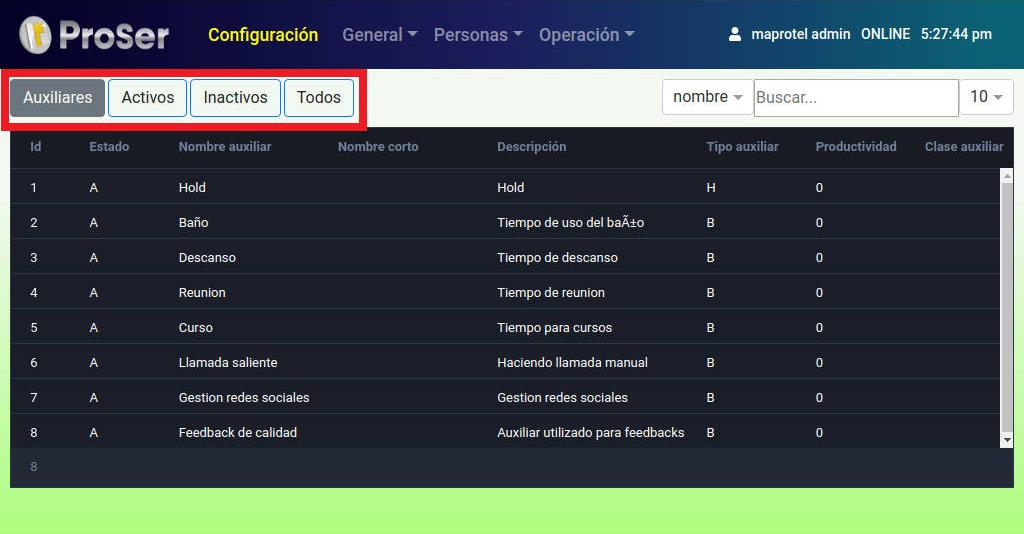 ProSer Configuración General Personas Operación maprotel admin ONLINE 5:27:44 pm
Auxiliares Activos Inactivos Todos nombre Buscar... 10
Id Estado Nombre auxiliar Nombre corto Descripción Tipo auxiliar Productividad Clase auxiliar
1 A Hold Hold H 0
2 A Baño Tiempo de uso del baÃ±o B 0
3 A Descanso Tiempo de descanso B 0
4 A Reunion Tiempo de reunion B 0
5 A Curso Tiempo para cursos B 0
6 A Llamada saliente Haciendo llamada manual B 0
7 A Gestion redes sociales Gestion redes sociales B 0
8 A Feedback de calidad Auxiliar utilizado para feedbacks B 0
8